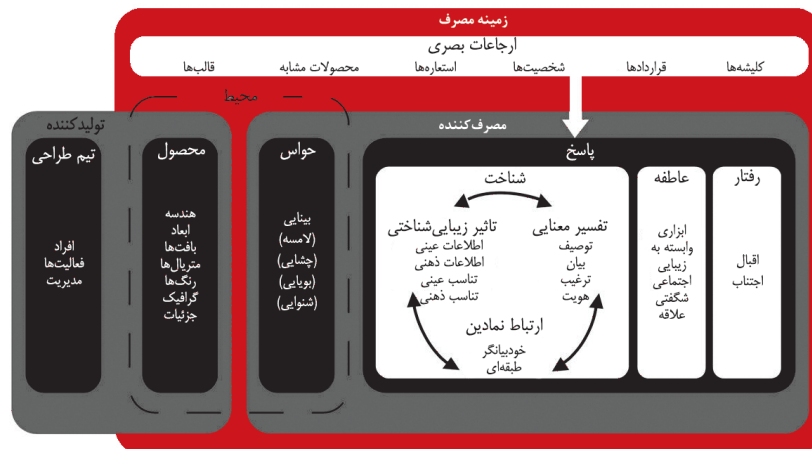 زمینه مصرف
ارجاعات بصری
کلیشه‌ها
قراردادها
شخصیت‌ها
استعاره‌ها
محصولات مشابه
قالب‌ها
محیط
مصرف‌کننده
تولیدکننده
پاسخ
رفتار
اقبال
اجتناب
عاطفه
ابزاری
وابسته به
زیبایی
اجتماعی
شگفتی
علاقه
شناخت
تفسیر معنایی
توصیف
بیان
ترغیب
هویت
تاثیر زیبایی‌شناختی
اطلاعات عینی
اطلاعات ذهنی
تناسب عینی
تناسب ذهنی
ارتباط نمادین
خودبیانگر
طبقه‌ای
حواس
بینایی
(لامسه)
(چشایی)
(بویایی)
(شنوایی)
محصول
هندسه
ابعاد
بافت‌ها
متریال‌ها
رنگ‌ها
گرافیک
جزئیات
تیم طراحی
افراد
فعالیت‌ها
مدیریت